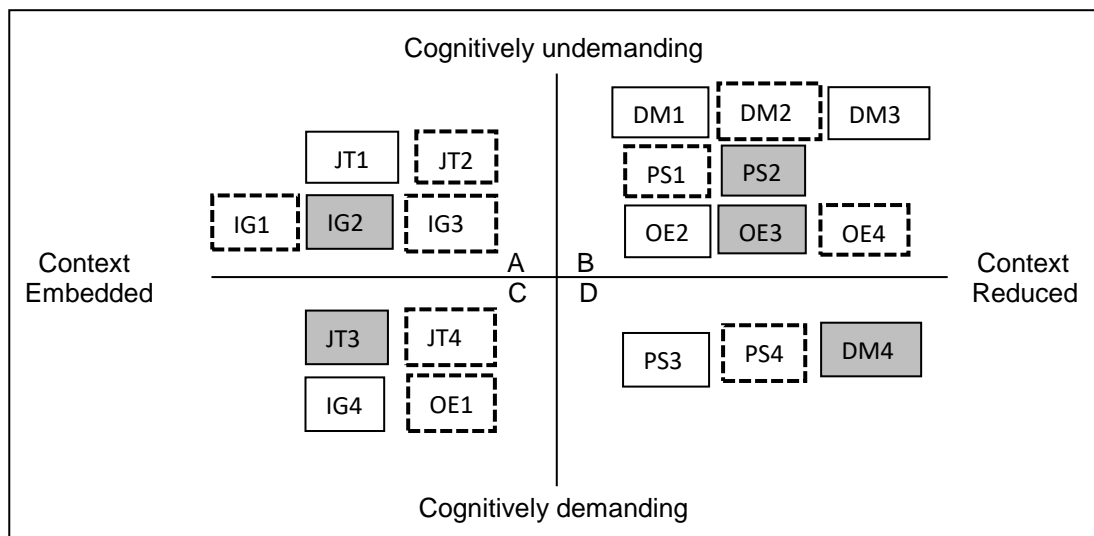 Cognitively undemanding
DM1 DM2 DM3
JT1 JT2
PS1 PS2
IG1 IG2 IG3
OE2 OE3 OE4
Context
Embedded
A B
C D
Context
Reduced
JT3 JT4
PS3 PS4 DM4
IG4 OE1
Cognitively demanding